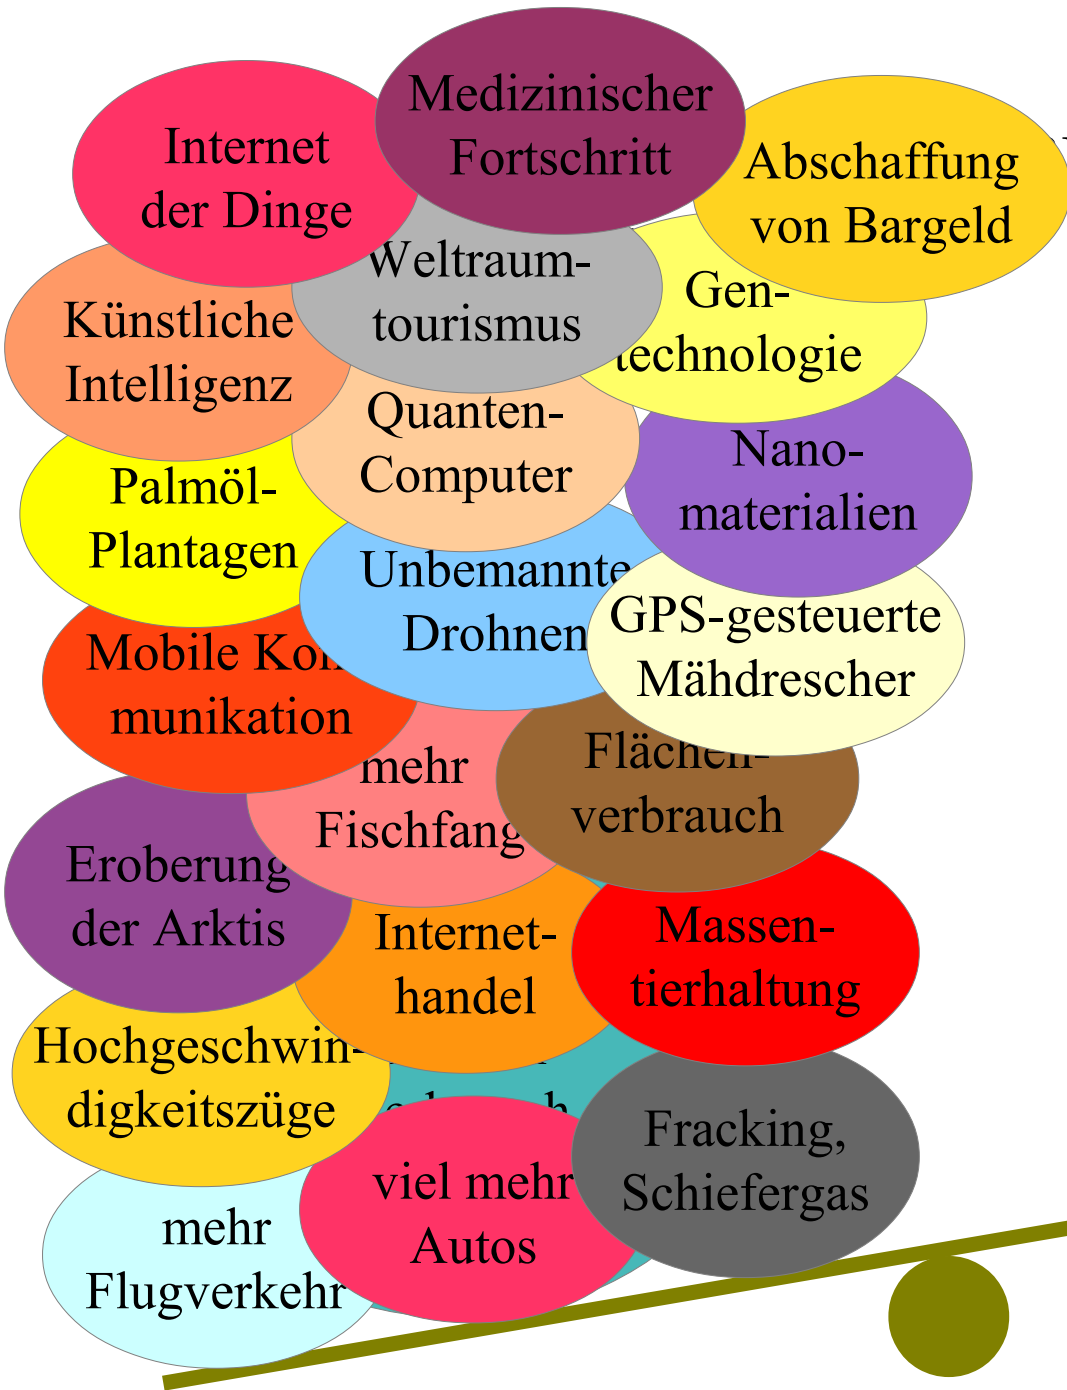 Medizinischer
Fortschritt
Internet
der Dinge
Abschaffung
von Bargeld
Weltraum-
tourismus
Gen-
technologie
Künstliche
Intelligenz
Quanten-
Computer
Nano-
materialien
Palmöl-
Plantagen
Unbemannte
Drohnen
GPS-gesteuerte
Mähdrescher
Mobile Kom
munikation
mehr
Fischfang
Flächen-
verbrauch
Eroberung
der Arktis
Internet-
handel
Massen-
tierhaltung
Hochgeschwin-
digkeitszüge
Fracking,
Schiefergas
viel mehr
Autos
mehr
Flugverkehr